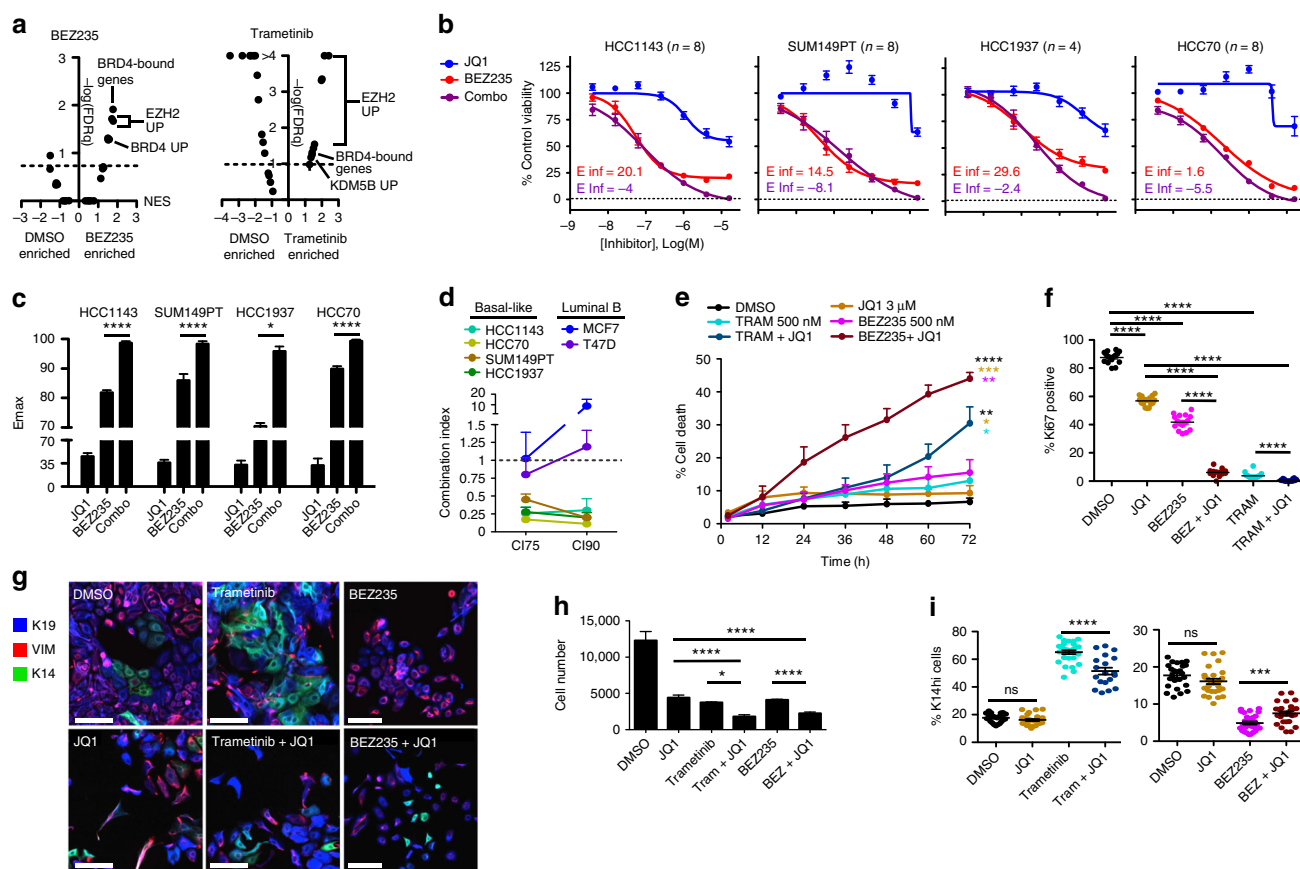 a
BEZ235
BRD4-bound
genes
EZH2
UP
BRD4 UP
–log(FDRq)
3
2
1
0
NES
–3 –2 –1 0 1 2 3
DMSO
enriched
BEZ235
enriched
Trametinib
>4
3
2
1
0
–log(FDRq)
EZH2
UP
BRD4-bound
genes
KDM5B UP
–4 –3 –2 –1 0 1 2 3
DMSO
enriched
Trametinib
enriched
b
JQ1
BEZ235
Combo
HCC1143 (n = 8)
SUM149PT (n = 8)
HCC1937 (n = 4)
HCC70 (n = 8)
% Control viability
125
100
75
50
25
0
E inf = 20.1
E Inf = –4
E inf = 14.5
E Inf = –8.1
E inf = 29.6
E Inf = –2.4
E inf = 1.6
E Inf = –5.5
–9 –8 –7 –6 –5
[Inhibitor], Log(M)
c
HCC1143
SUM149PT
HCC1937
HCC70
****
****
*
****
Emax
100
90
80
70
35
0
JQ1
BEZ235
Combo
JQ1
BEZ235
Combo
JQ1
BEZ235
Combo
JQ1
BEZ235
Combo
d
Basal-like
HCC1143
HCC70
SUM149PT
HCC1937
Luminal B
MCF7
T47D
Combination index
15
10
5
1.5
1
0.50
0.25
0
CI75
CI90
e
DMSO
TRAM 500 nM
TRAM + JQ1
JQ1 3 μM
BEZ235 500 nM
BEZ235+ JQ1
% Cell death
50
40
30
20
10
0
****
***
**
**
*
*
0 12 24 36 48 60 72
Time (h)
f
****
****
****
****
****
****
****
% Ki67 positive
100
80
60
40
20
0
DMSO
JQ1
BEZ235
BEZ + JQ1
TRAM
TRAM + JQ1
g
K19
VIM
K14
DMSO
Trametinib
BEZ235
JQ1
Trametinib + JQ1
BEZ235 + JQ1
h
Cell number
15,000
10,000
5000
0
****
****
*
****
DMSO
JQ1
Trametinib
Tram + JQ1
BEZ235
BEZ + JQ1
i
% K14hi cells
80
60
40
20
0
ns
****
DMSO
JQ1
Trametinib
Tram + JQ1
30
20
10
0
ns
***
DMSO
JQ1
BEZ235
BEZ + JQ1